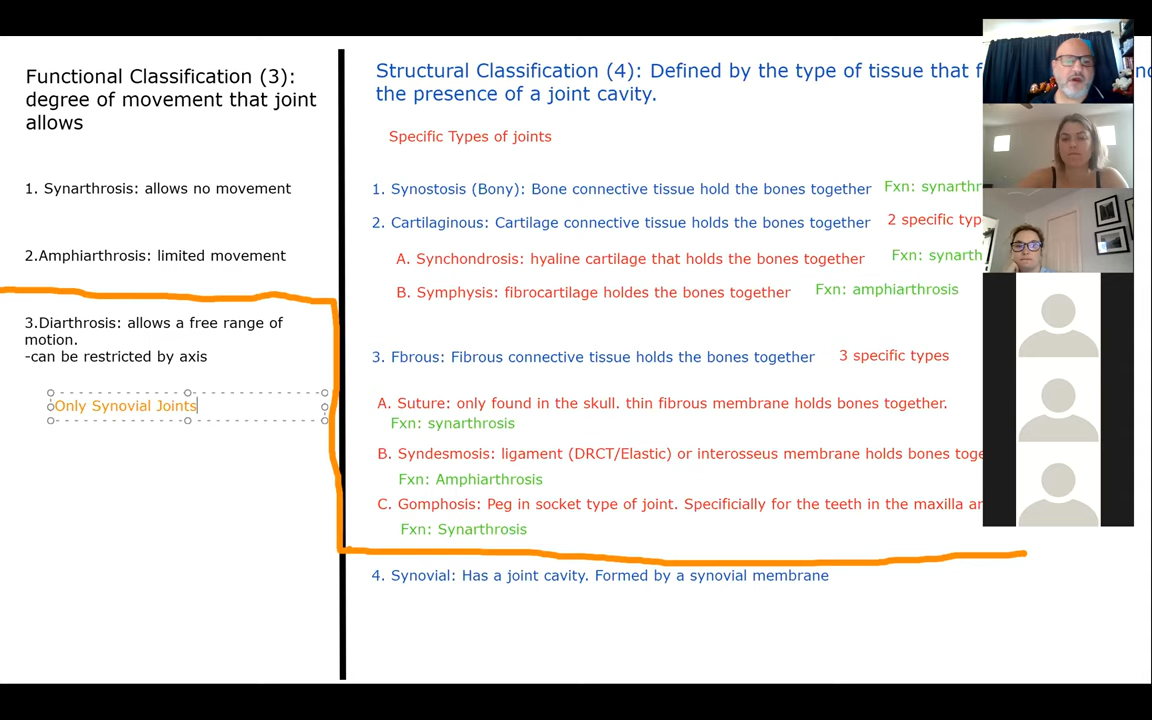 Functional Classification (3):
degree of movement that joint
allows
1. Synarthrosis: allows no movement
2.Amphiarthrosis: limited movement
3.Diarthrosis: allows a free range of
motion.
-can be restricted by axis
Only Synovial Joints
Structural Classification (4): Defined by the type of tissue that
the presence of a joint cavity.
Specific Types of joints
1. Synostosis (Bony): Bone connective tissue hold the bones together Fxn:
2. Cartilaginous: Cartilage connective tissue holds the bones together 2 specific
A. Synchondrosis: hyaline cartilage that holds the bones together Fxn:
B. Symphysis: fibrocartilage holdes the bones together Fxn: amphiarthrosis
3. Fbrous: Fibrous connective tissue holds the bones together 3 specific types
A. Suture: only found in the skull. thin fibrous membrane holds bones together.
Fxn: synarthrosis
B. Syndesmosis: ligament (DRCT/Elastic) or interosseus membrane holds bones
Fxn: Amphiarthrosis
C. Gomphosis: Peg in socket type of joint. Specificially for the teeth in the maxilla
Fxn: Synarthrosis
4. Synovial: Has a joint cavity. Formed by a synovial membrane